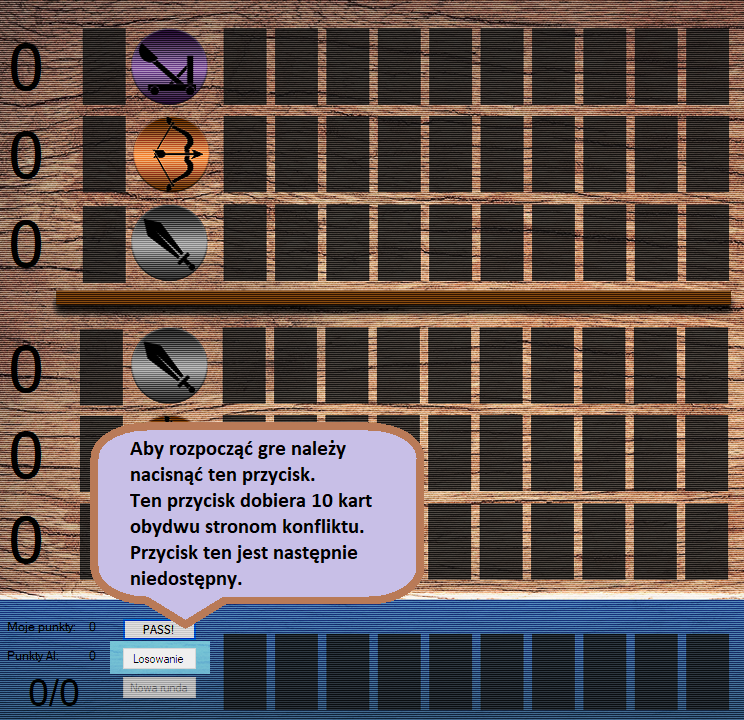 0
0
0
0
0
0
Aby rozpocząć gre należy
nacisnąć ten przycisk.
Ten przycisk dobiera 10 kart
obydwu stronom konfliktu.
Przycisk ten jest następnie
niedostępny.
Moje punkty: 0
PASS!
Punkty AI: 0
Losowanie
0/0
Nowa runda